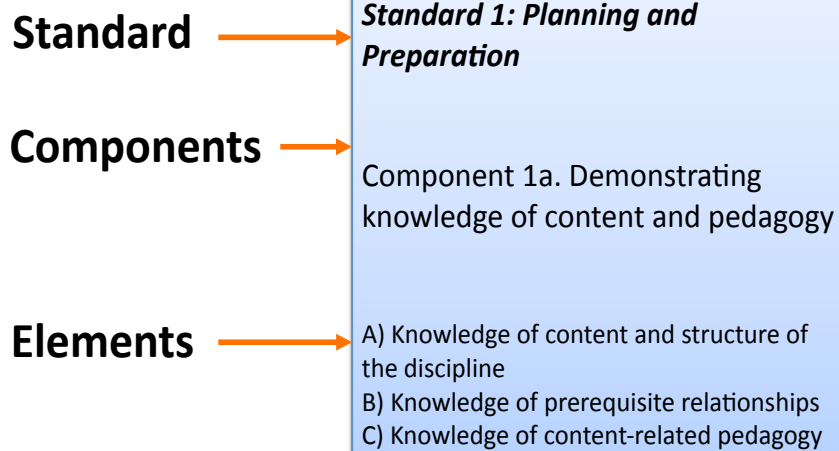 Standard
Standard 1: Planning and
Preparation
Components
Component 1a. Demonstrating
knowledge of content and pedagogy
Elements
A) Knowledge of content and structure of
the discipline
B) Knowledge of prerequisite relationships
C) Knowledge of content-related pedagogy